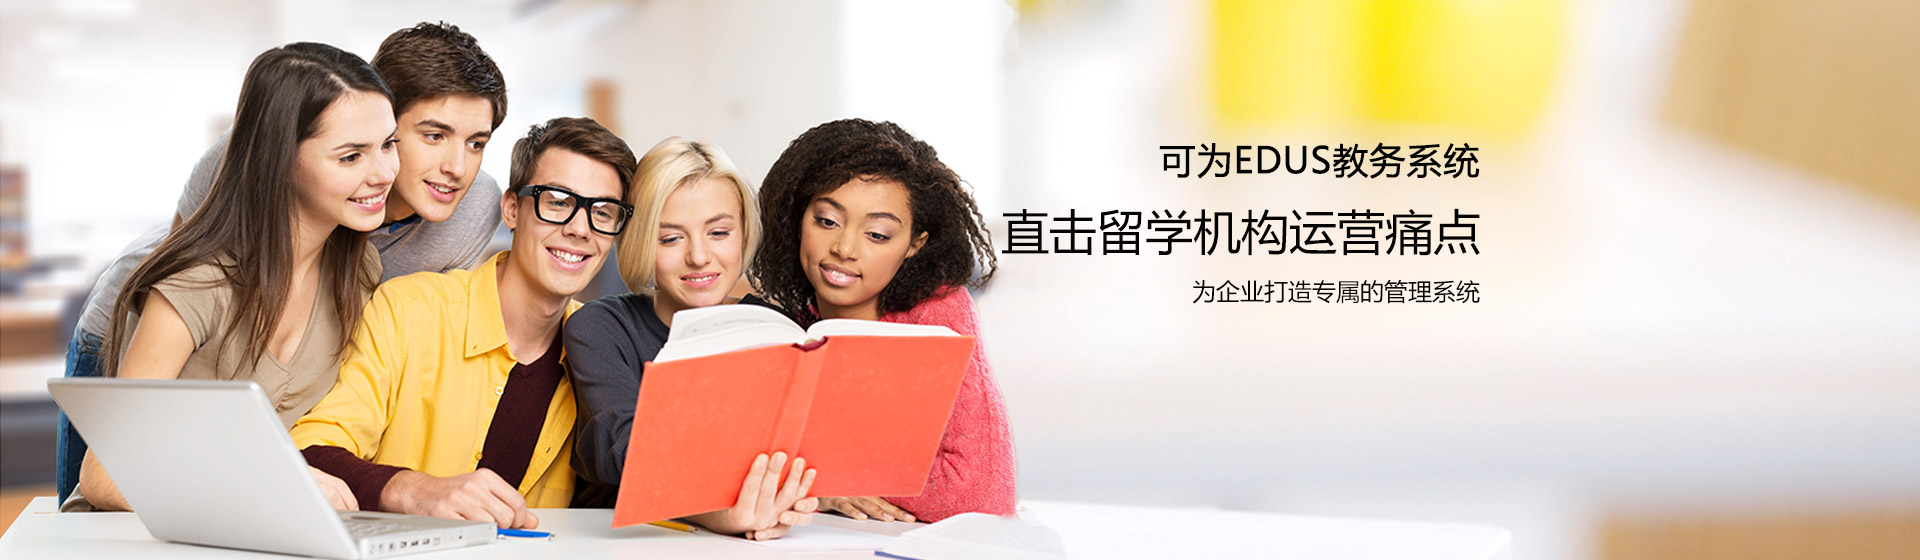 可为EDUS教务系统
直击留学机构运营痛点
为企业打造专属的管理系统